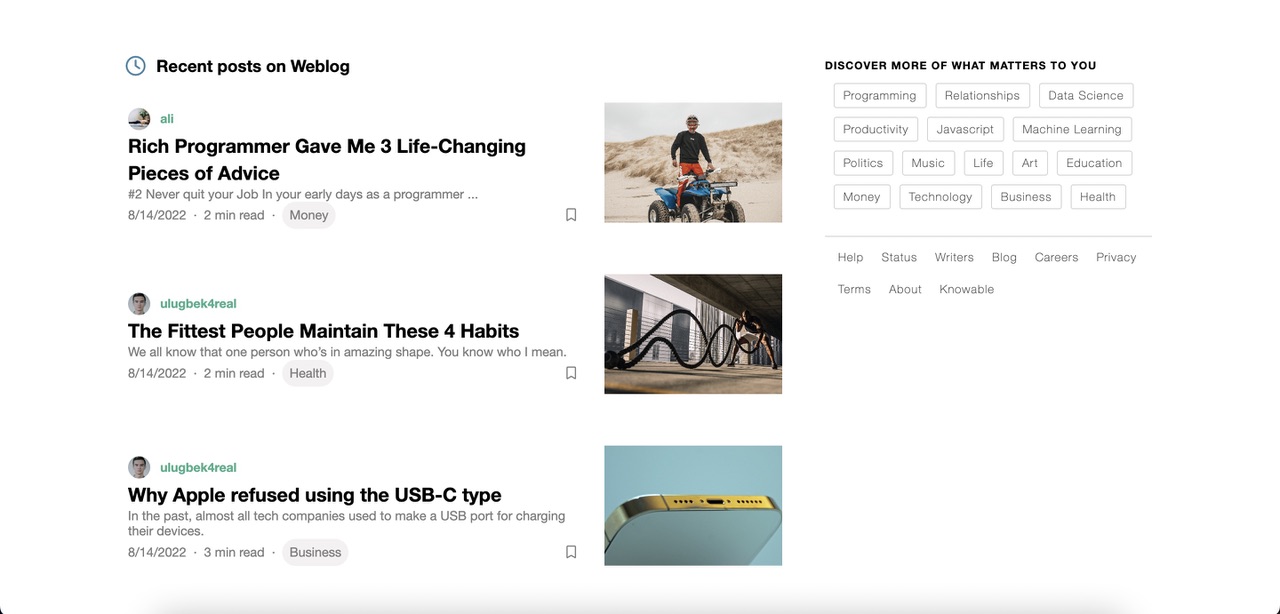 Recent posts on Weblog
ali
Rich Programmer Gave Me 3 Life-Changing
Pieces of Advice
#2 Never quit your Job In your early days as a programmer ...
8/14/2022 · 2 min read · Money
ulugbek4real
The Fittest People Maintain These 4 Habits
We all know that one person who's in amazing shape. You know who I mean.
8/14/2022 · 2 min read · Health
ulugbek4real
Why Apple refused using the USB-C type
In the past, almost all tech companies used to make a USB port for charging
their devices.
8/14/2022 · 3 min read · Business
DISCOVER MORE OF WHAT MATTERS TO YOU
Programming Relationships Data Science
Productivity Javascript Machine Learning
Politics Music Life Art Education
Money Technology Business Health
Help Status Writers Blog Careers Privacy
Terms About Knowable